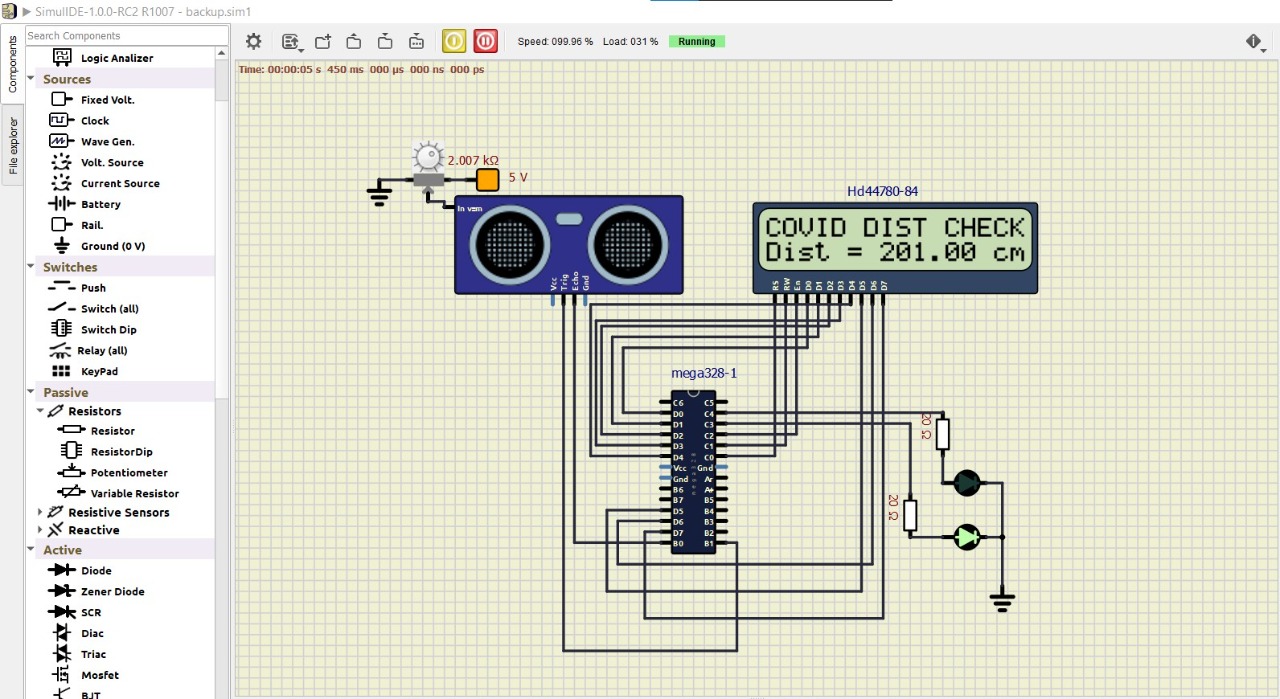 SimulIDE-1.0.0-RC2 R1007 - backup.sim1
Components
File explorer
Search Components
Logic Analizer
Sources
Fixed Volt.
Clock
Wave Gen.
Volt. Source
Current Source
Battery
Rail.
Ground (0 V)
Switches
Push
Switch (all)
Switch Dip
Relay (all)
KeyPad
Passive
Resistors
Resistor
ResistorDip
Potentiometer
Variable Resistor
Resistive Sensors
Reactive
Active
Diode
Zener Diode
SCR
Diac
Triac
Mosfet
BJT
Speed: 099.96 % Load: 031 % Running
Time: 00:00:05 s 450 ms 000 µs 000 ns 000 ps
2.007 kΩ
5 V
In v=m
Vcc Trig Echo Gnd
Hd44780-84
COVID DIST CHECK
Dist = 201.00 cm
RS RW En D0 D1 D2 D3 D4 D5 D6 D7
mega328-1
C6 C5
D0 C4
D1 C3
D2 C2
D3 C1
D4 C0
Vcc Gnd
Gnd Ar
B6 A+
B7 B5
D5 B4
D6 B3
D7 B2
B0 B1
20 Ω
20 Ω